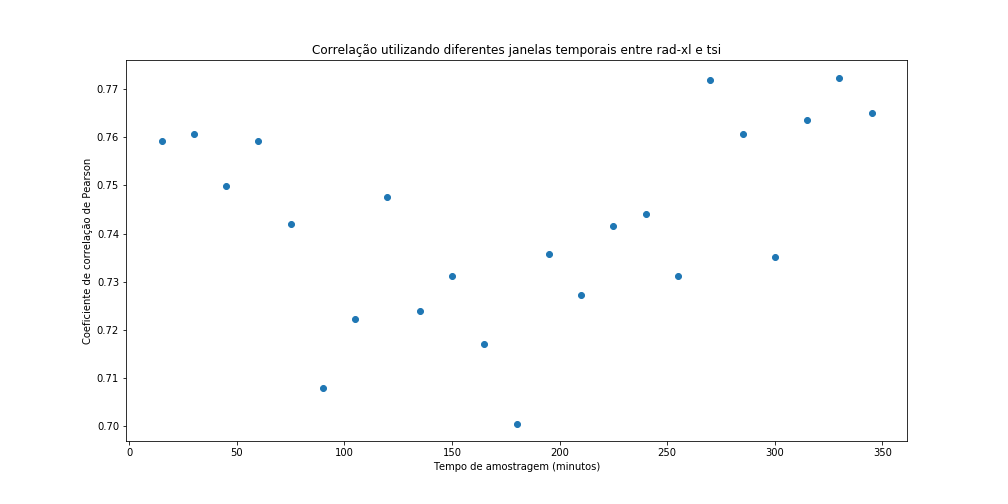 Correlação utilizando diferentes janelas temporais entre rad-xl e tsi
0.77
0.76
0.75
0.74
0.73
0.72
0.71
0.70
Coeficiente de correlação de Pearson
0 50 100 150 200 250 300 350
Tempo de amostragem (minutos)